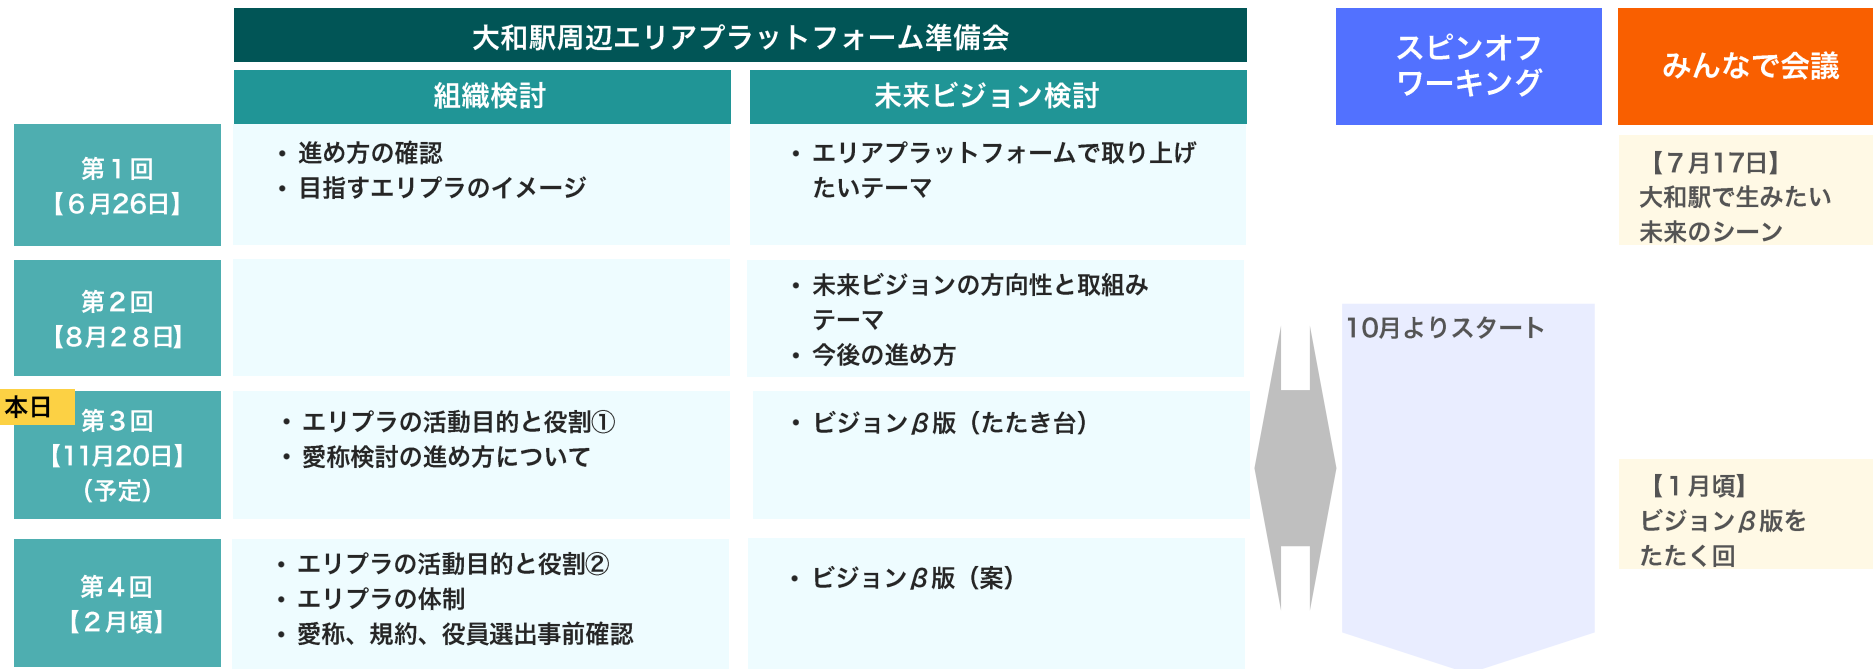 大和駅周辺エリアプラットフォーム準備会
スピンオフ
ワーキング
みんなで会議
組織検討
未来ビジョン検討
第１回
【６月26日】
・ 進め方の確認
・ 目指すエリプラのイメージ
・ エリアプラットフォームで取り上げ
たいテーマ
【７月17日】
大和駅で生みたい
未来のシーン
第２回
【8月２８日】
・ 未来ビジョンの方向性と取組み
テーマ
・ 今後の進め方
10月よりスタート
本日
第３回
【11月20日】
（予定）
・ エリプラの活動目的と役割①
・ 愛称検討の進め方について
・ ビジョンβ版（たたき台）
【１月頃】
ビジョンβ版を
たたく回
第４回
【２月頃】
・ エリプラの活動目的と役割②
・ エリプラの体制
・ 愛称、規約、役員選出事前確認
・ ビジョンβ版（案）